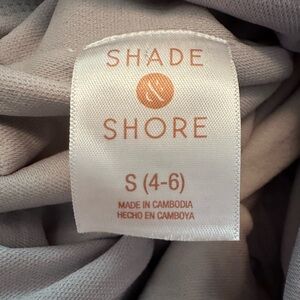 SHADE
&
SHORE
S (4-6)
MADE IN CAMBODIA
HECHO EN CAMBOYA